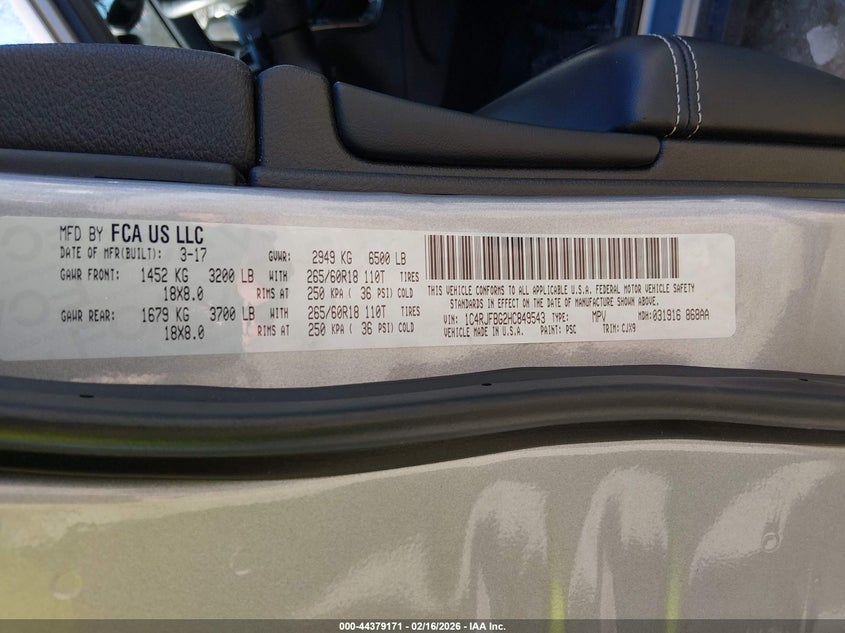 MFD BY FCA US LLC
DATE OF MFR(BUILT): 3-17 GVWR: 2949 KG 6500 LB
GAWR FRONT: 1452 KG 3200 LB WITH 265/60R18 110T TIRES
18X8.0 RIMS AT 250 KPA ( 36 PSI) COLD
GAWR REAR: 1679 KG 3700 LB WITH 265/60R18 110T TIRES
18X8.0 RIMS AT 250 KPA ( 36 PSI) COLD
THIS VEHICLE CONFORMS TO ALL APPLICABLE U.S.A. FEDERAL MOTOR VEHICLE SAFETY
STANDARDS IN EFFECT ON THE DATE OF MANUFACTURE SHOWN ABOVE.
VIN: 1C4RJFBG2HC849543 TYPE: MPV MDH: 031916 868AA
VEHICLE MADE IN U.S.A. PAINT: PSC TRIM: CJX9
000-44379171 - 02/16/2026 - IAA Inc.